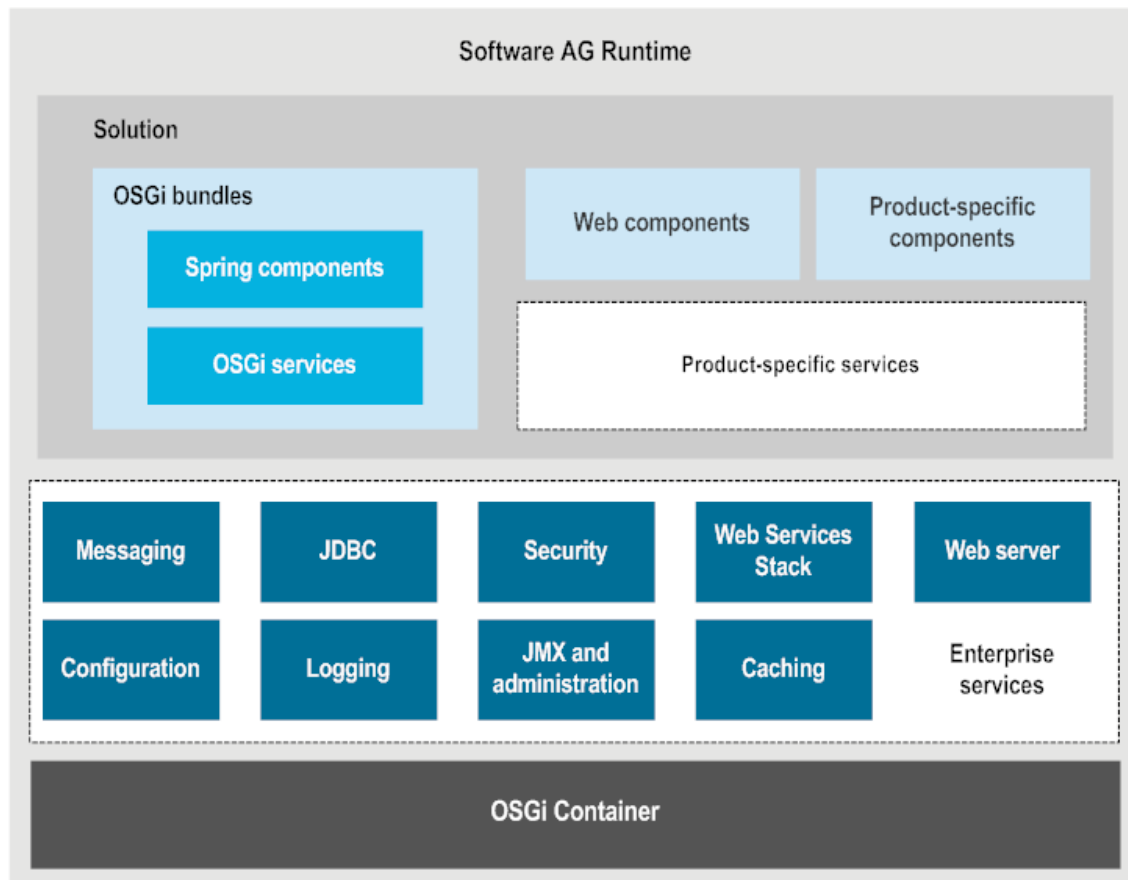 Software AG Runtime
Solution
OSGi bundles
Spring components
OSGi services
Web components
Product-specific
components
Product-specific services
Messaging
JDBC
Security
Web Services
Stack
Web server
Configuration
Logging
JMX and
administration
Caching
Enterprise
services
OSGi Container